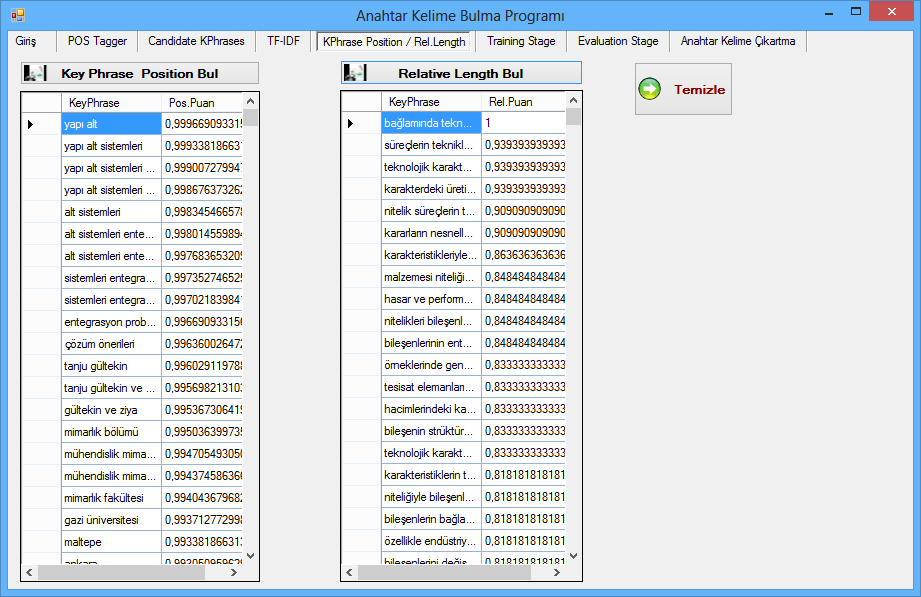 Anahtar Kelime Bulma Programı
Giriş POS Tagger Candidate KPhrases TF-IDF KPhrase Position / Rel.Length Training Stage Evaluation Stage Anahtar Kelime Çıkartma
Key Phrase Position Bul
KeyPhrase Pos.Puan
yapı alt 0,999669093315
yapı alt sistemleri 0,999338186631
yapı alt sistemleri ... 0,999007279947
yapı alt sistemleri ... 0,998676373262
alt sistemleri 0,998345466578
alt sistemleri ente... 0,998014559894
alt sistemleri ente... 0,997683653209
sistemleri entegra... 0,997352746525
sistemleri entegra... 0,997021839841
entegrasyon prob... 0,996690933156
çözüm önerileri 0,996360026472
tanju gültekin 0,996029119788
tanju gültekin ve ... 0,995698213103
gültekin ve ziya 0,995367306419
mimarlık bölümü 0,995036399735
mühendislik mima... 0,994705493050
mühendislik mima... 0,994374586366
mimarlık fakültesi 0,994043679682
gazi üniversitesi 0,993712772998
maltepe 0,993381866313
ankara 0,993050959629
Relative Length Bul
KeyPhrase Rel.Puan
bağlamında tekn... 1
süreçlerin teknikl... 0,939393939393
teknolojik karakt... 0,939393939393
karakterdeki üreti... 0,939393939393
nitelik süreçlerin t... 0,909090909090
kararların nesnell... 0,909090909090
karakteristikleriyle... 0,863636363636
malzemesi niteliği... 0,848484848484
hasar ve perform... 0,848484848484
nitelikleri bileşenl... 0,848484848484
bileşenlerinin ent... 0,848484848484
örneklerinde gen... 0,833333333333
tesisat elemanları... 0,833333333333
hacimlerindeki ka... 0,833333333333
bileşenin strüktür... 0,833333333333
teknolojik karakt... 0,833333333333
karakteristiklerin t... 0,818181818181
niteliğiyle bileşenl... 0,818181818181
bileşenlerin bağla... 0,818181818181
özellikle endüstriy... 0,818181818181
bileşenlerini değiş... 0,818181818181
Temizle